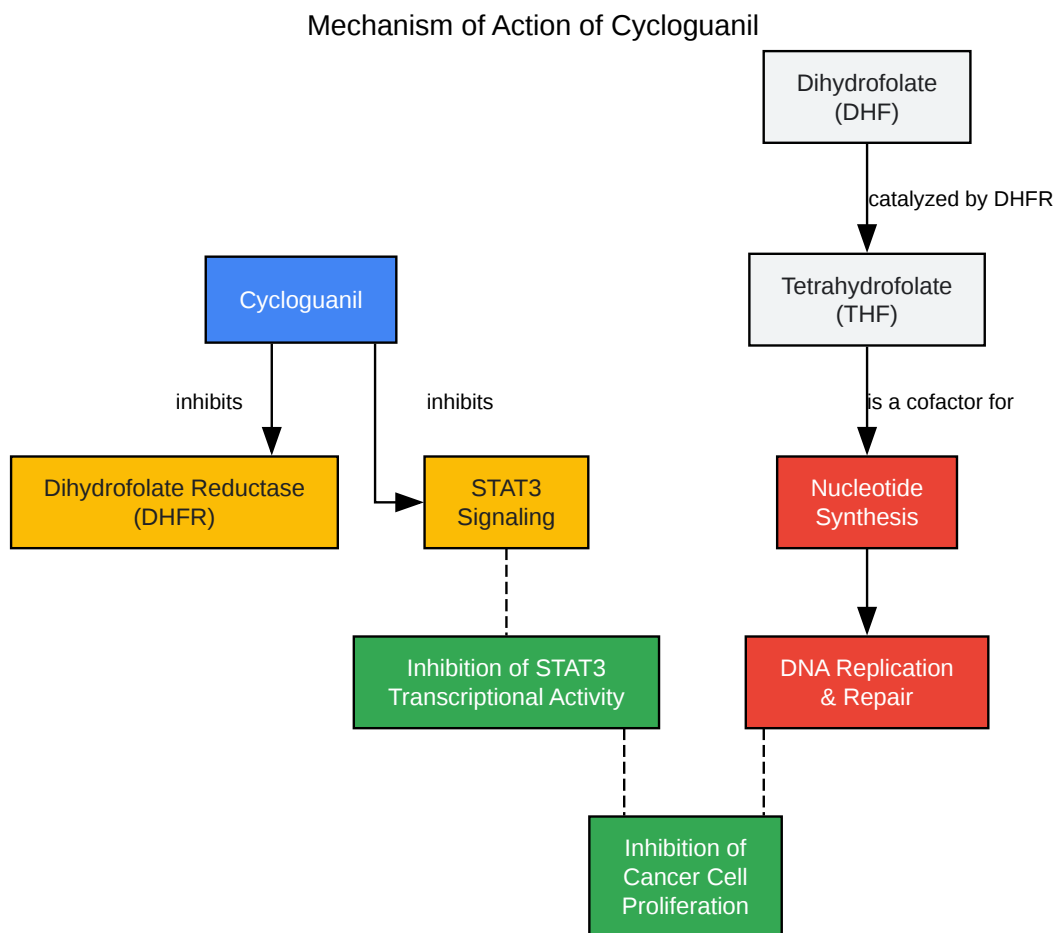 Mechanism of Action of Cycloguanil
Dihydrofolate
(DHF)
catalyzed by DHFR
Cycloguanil
Tetrahydrofolate
(THF)
inhibits
inhibits
is a cofactor for
Dihydrofolate Reductase
(DHFR)
STAT3
Signaling
Nucleotide
Synthesis
Inhibition of STAT3
Transcriptional Activity
DNA Replication
& Repair
Inhibition of
Cancer Cell
Proliferation